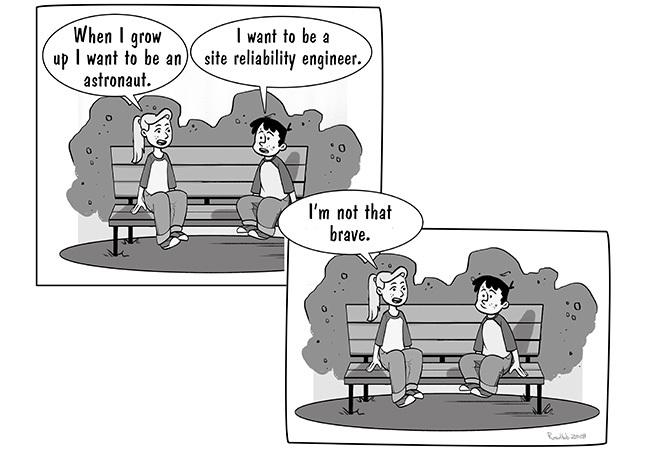 When I grow
up I want to be an
astronaut.
I want to be a
site reliability engineer.
I'm not that
brave.